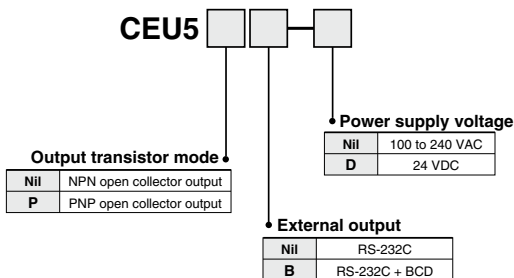 CEU5 –
Power supply voltage
Nil 100 to 240 VAC
D 24 VDC
Output transistor mode
Nil NPN open collector output
P PNP open collector output
External output
Nil RS-232C
B RS-232C + BCD